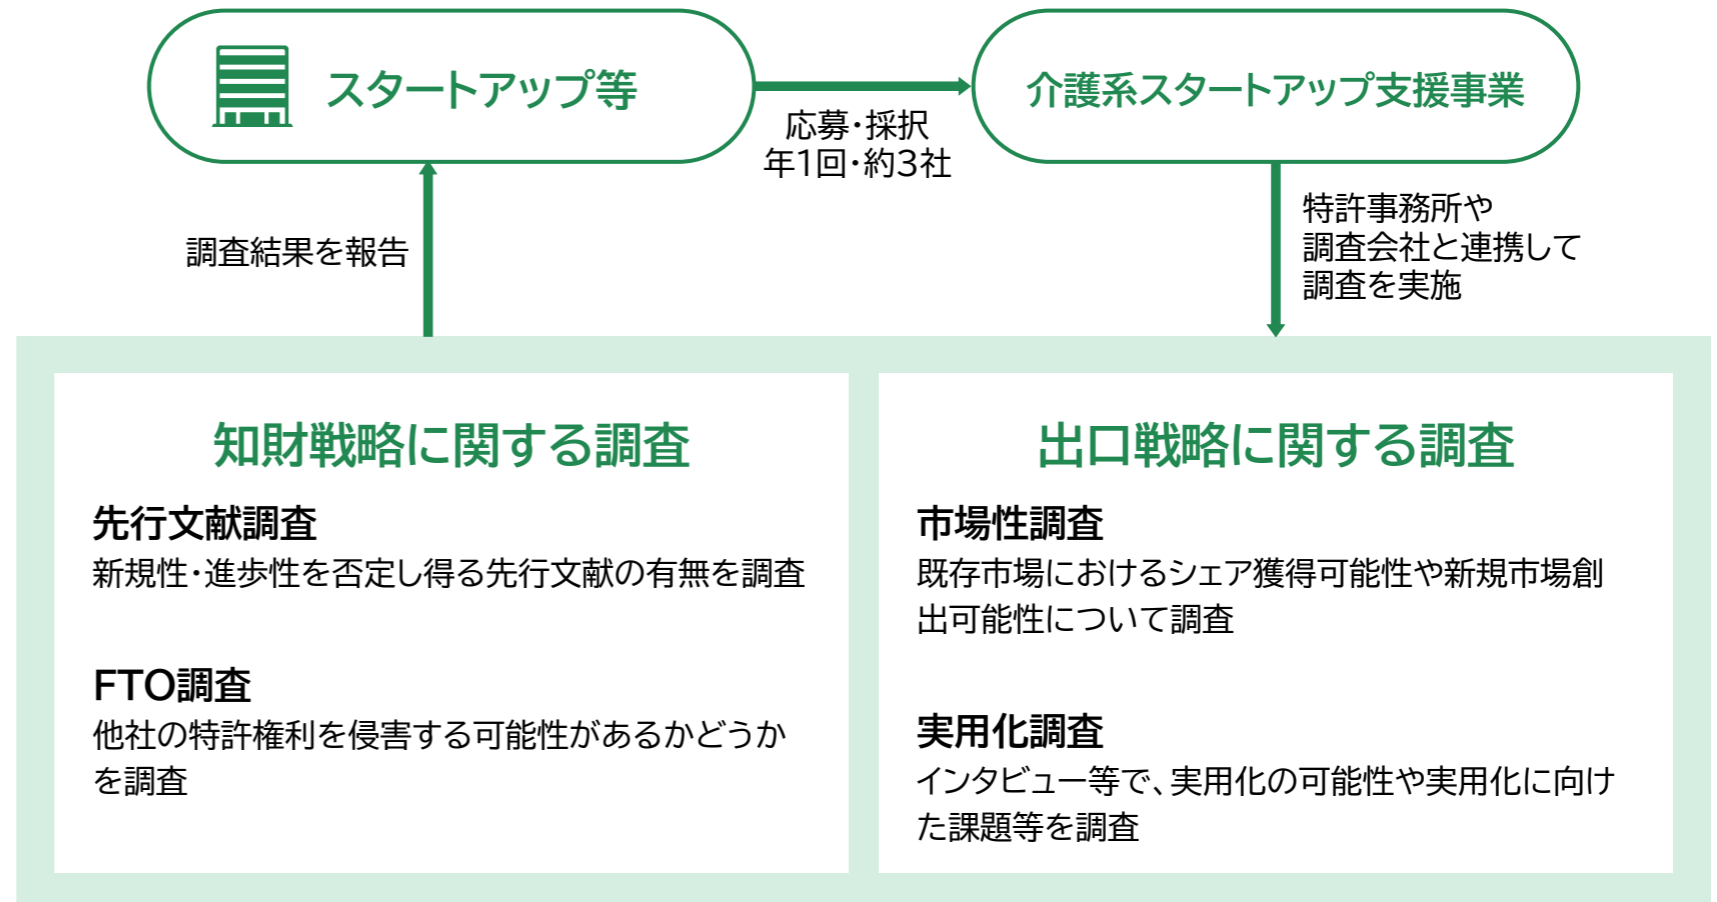 スタートアップ等
介護系スタートアップ支援事業
応募・採択
年1回・約3社
特許事務所や
調査会社と連携して
調査を実施
調査結果を報告
知財戦略に関する調査
先行文献調査
新規性・進歩性を否定し得る先行文献の有無を調査
FTO調査
他社の特許権利を侵害する可能性があるかどうか
を調査
出口戦略に関する調査
市場性調査
既存市場におけるシェア獲得可能性や新規市場創
出可能性について調査
実用化調査
インタビュー等で、実用化の可能性や実用化に向け
た課題等を調査